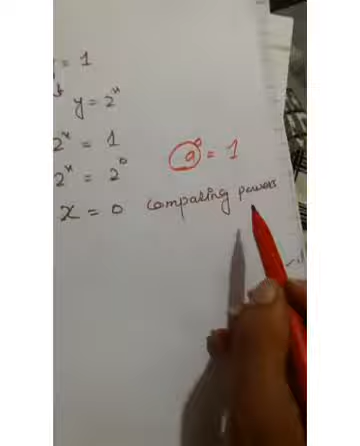 = 1
y = 2ˣ
2ˣ = 1
a⁰ = 1
2ˣ = 2⁰
x = 0 comparing powers